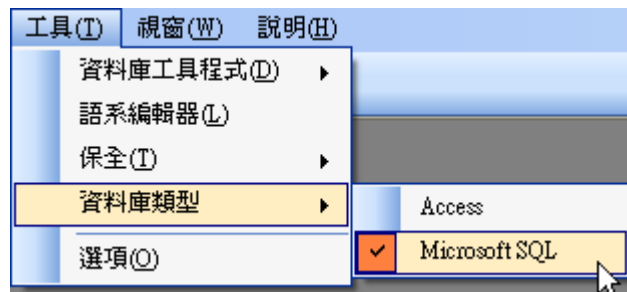 工具(T) 視窗(W) 說明(H)
資料庫工具程式(D)
語系編輯器(L)
保全(T)
資料庫類型
Access
選項(O)
Microsoft SQL